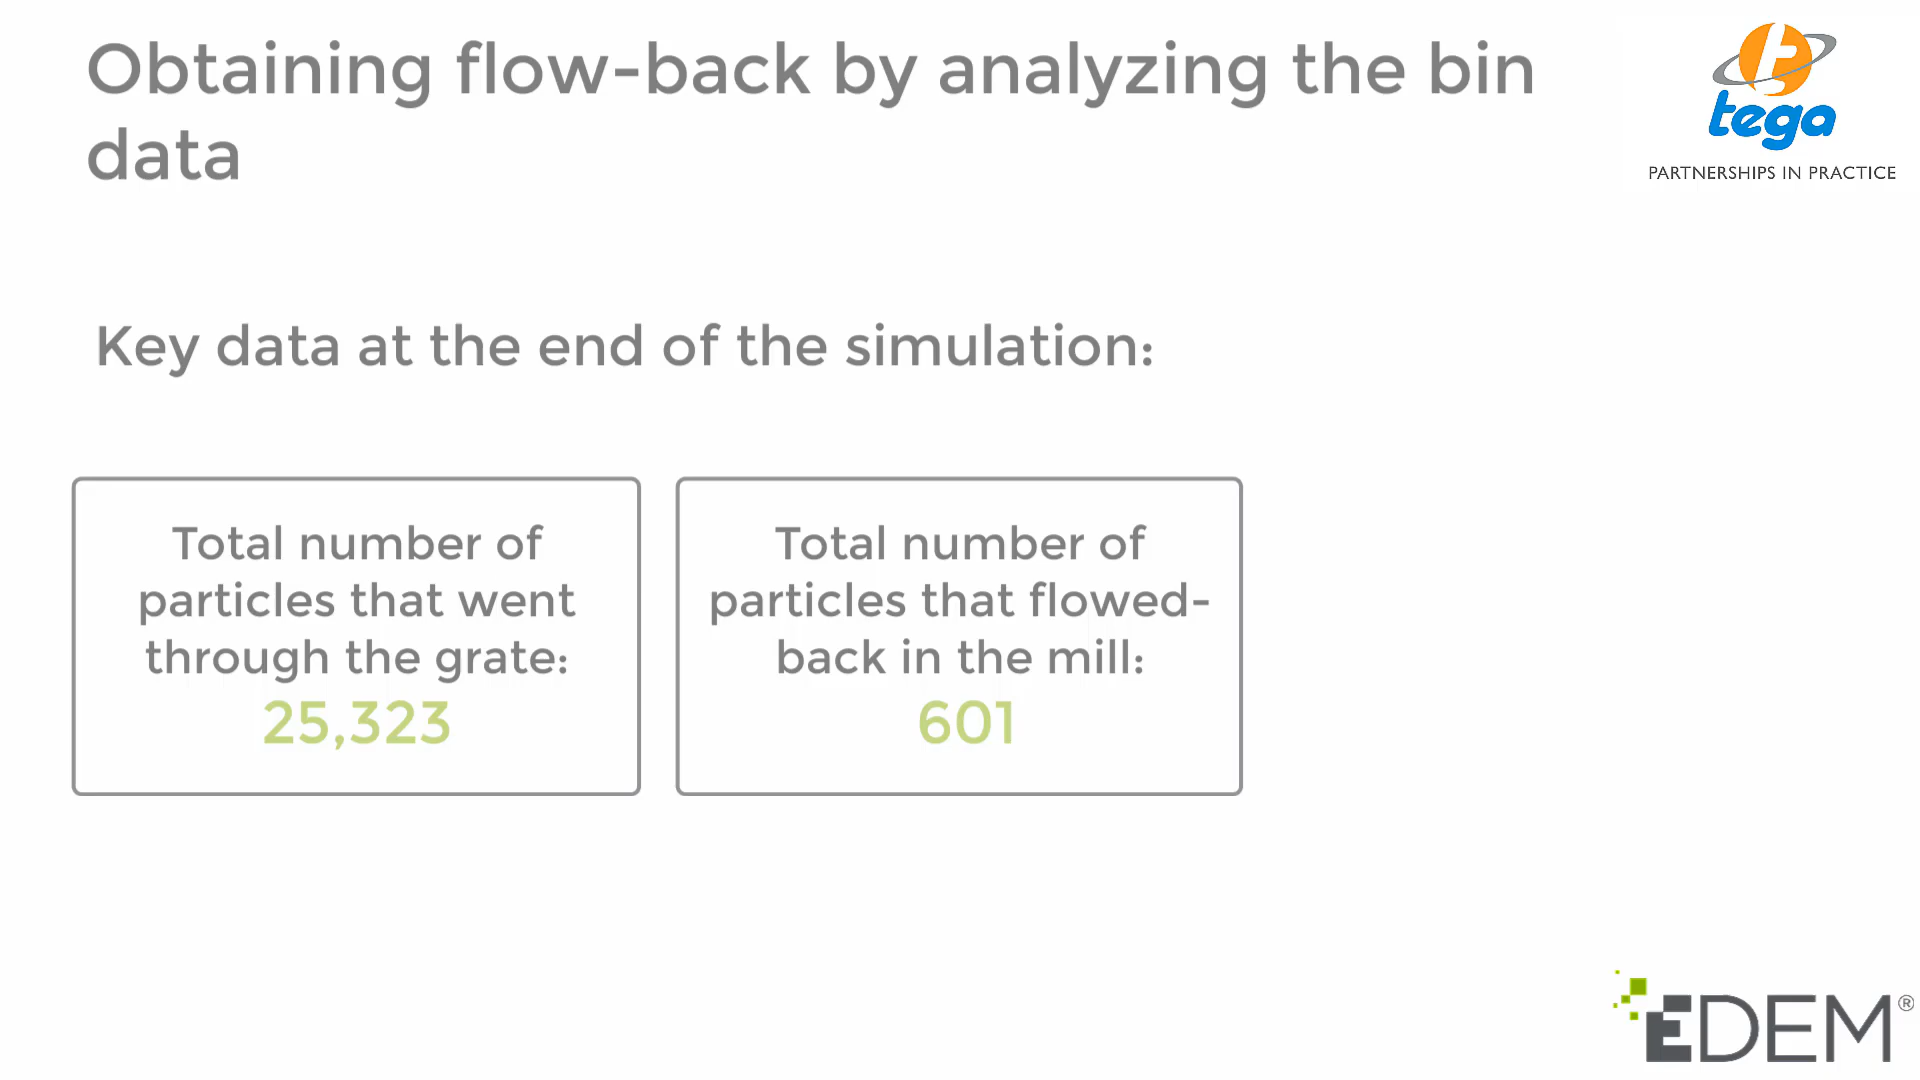 Obtaining flow-back by analyzing the bin
data
tega
PARTNERSHIPS IN PRACTICE
Key data at the end of the simulation:
Total number of
particles that went
through the grate:
25,323
Total number of
particles that flowed-
back in the mill:
601
EDEM®